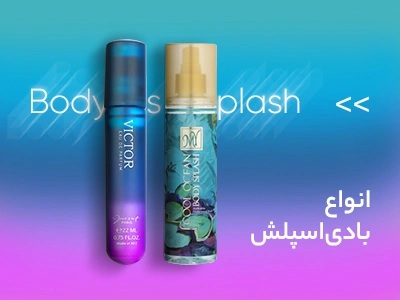 Body splash >>
VICTOR
EAU DE PARFUM
e 22 ML
0.75 FL.OZ.
MV
COOL OCEAN
BODY SPLASH
انواع
بادی‌اسپلش